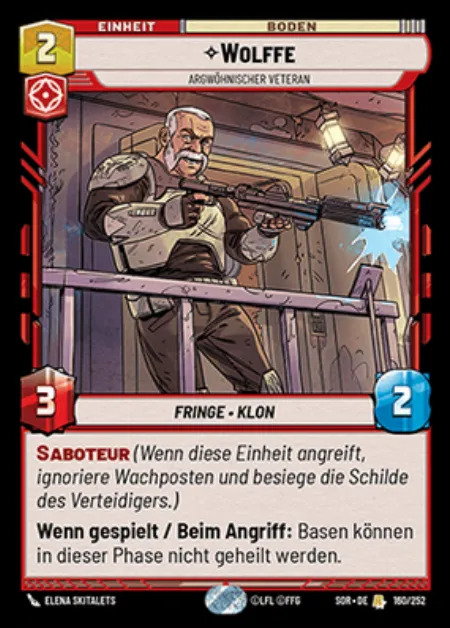 EINHEIT
BODEN
2
WOLFFE
ARGWÖHNISCHER VETERAN
3
FRINGE • KLON
2
SABOTEUR (Wenn diese Einheit angreift,
ignoriere Wachposten und besiege die Schilde
des Verteidigers.)
Wenn gespielt / Beim Angriff: Basen können
in dieser Phase nicht geheilt werden.
ELENA SKITALETS
©LFL ©FFG
SOR • DE
160/252